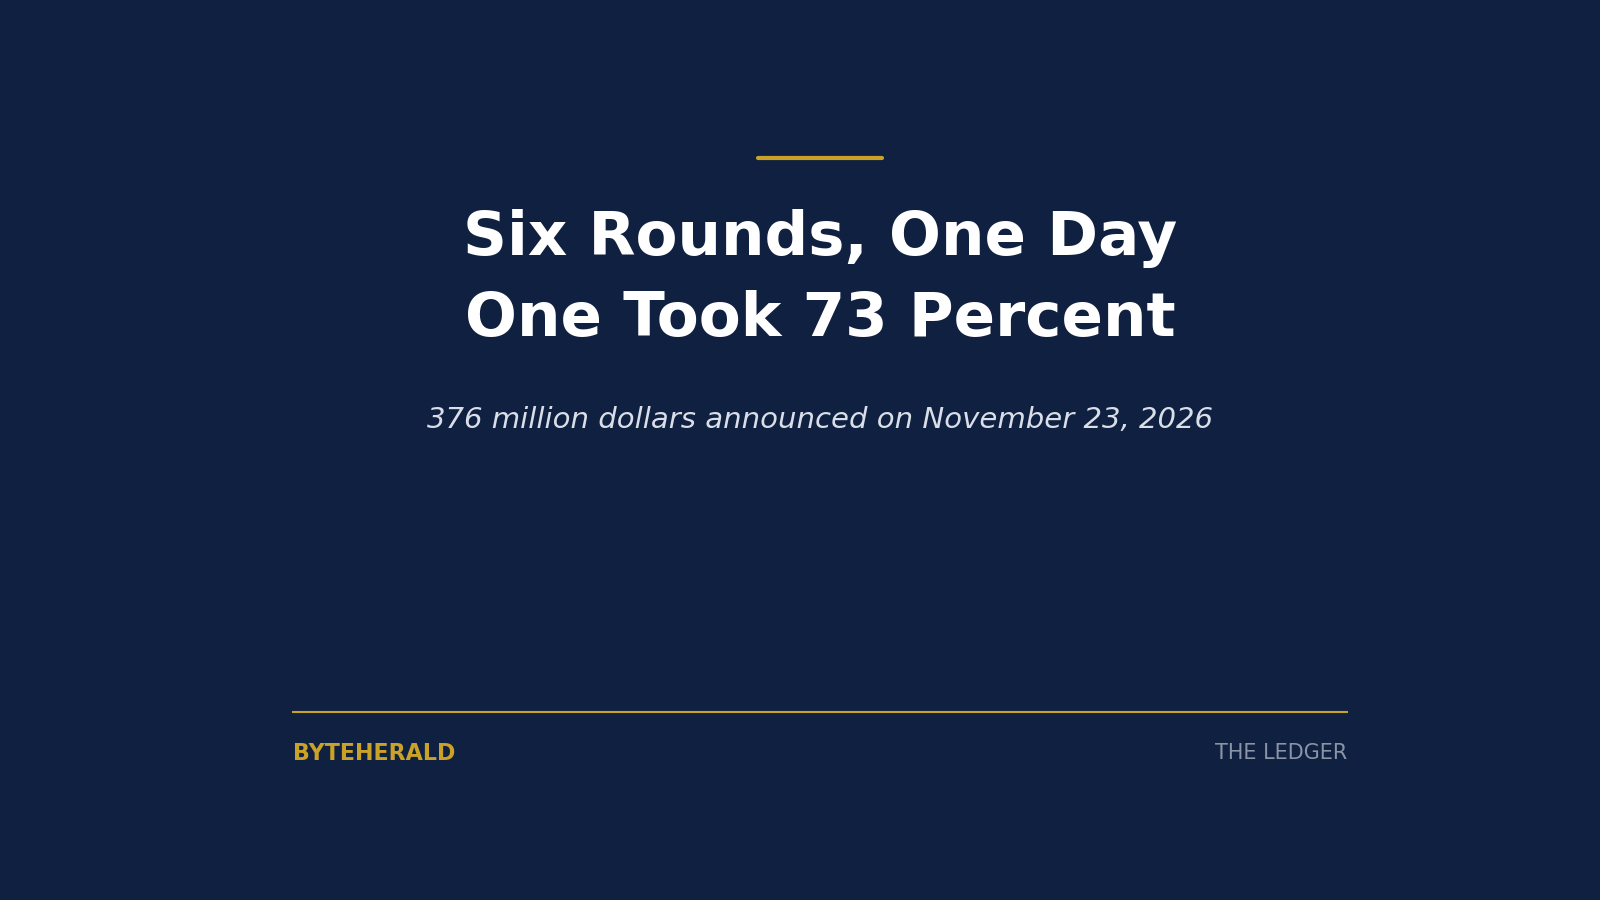 Six Rounds, One Day
One Took 73 Percent
376 million dollars announced on November 23, 2026
BYTEHERALD
THE LEDGER